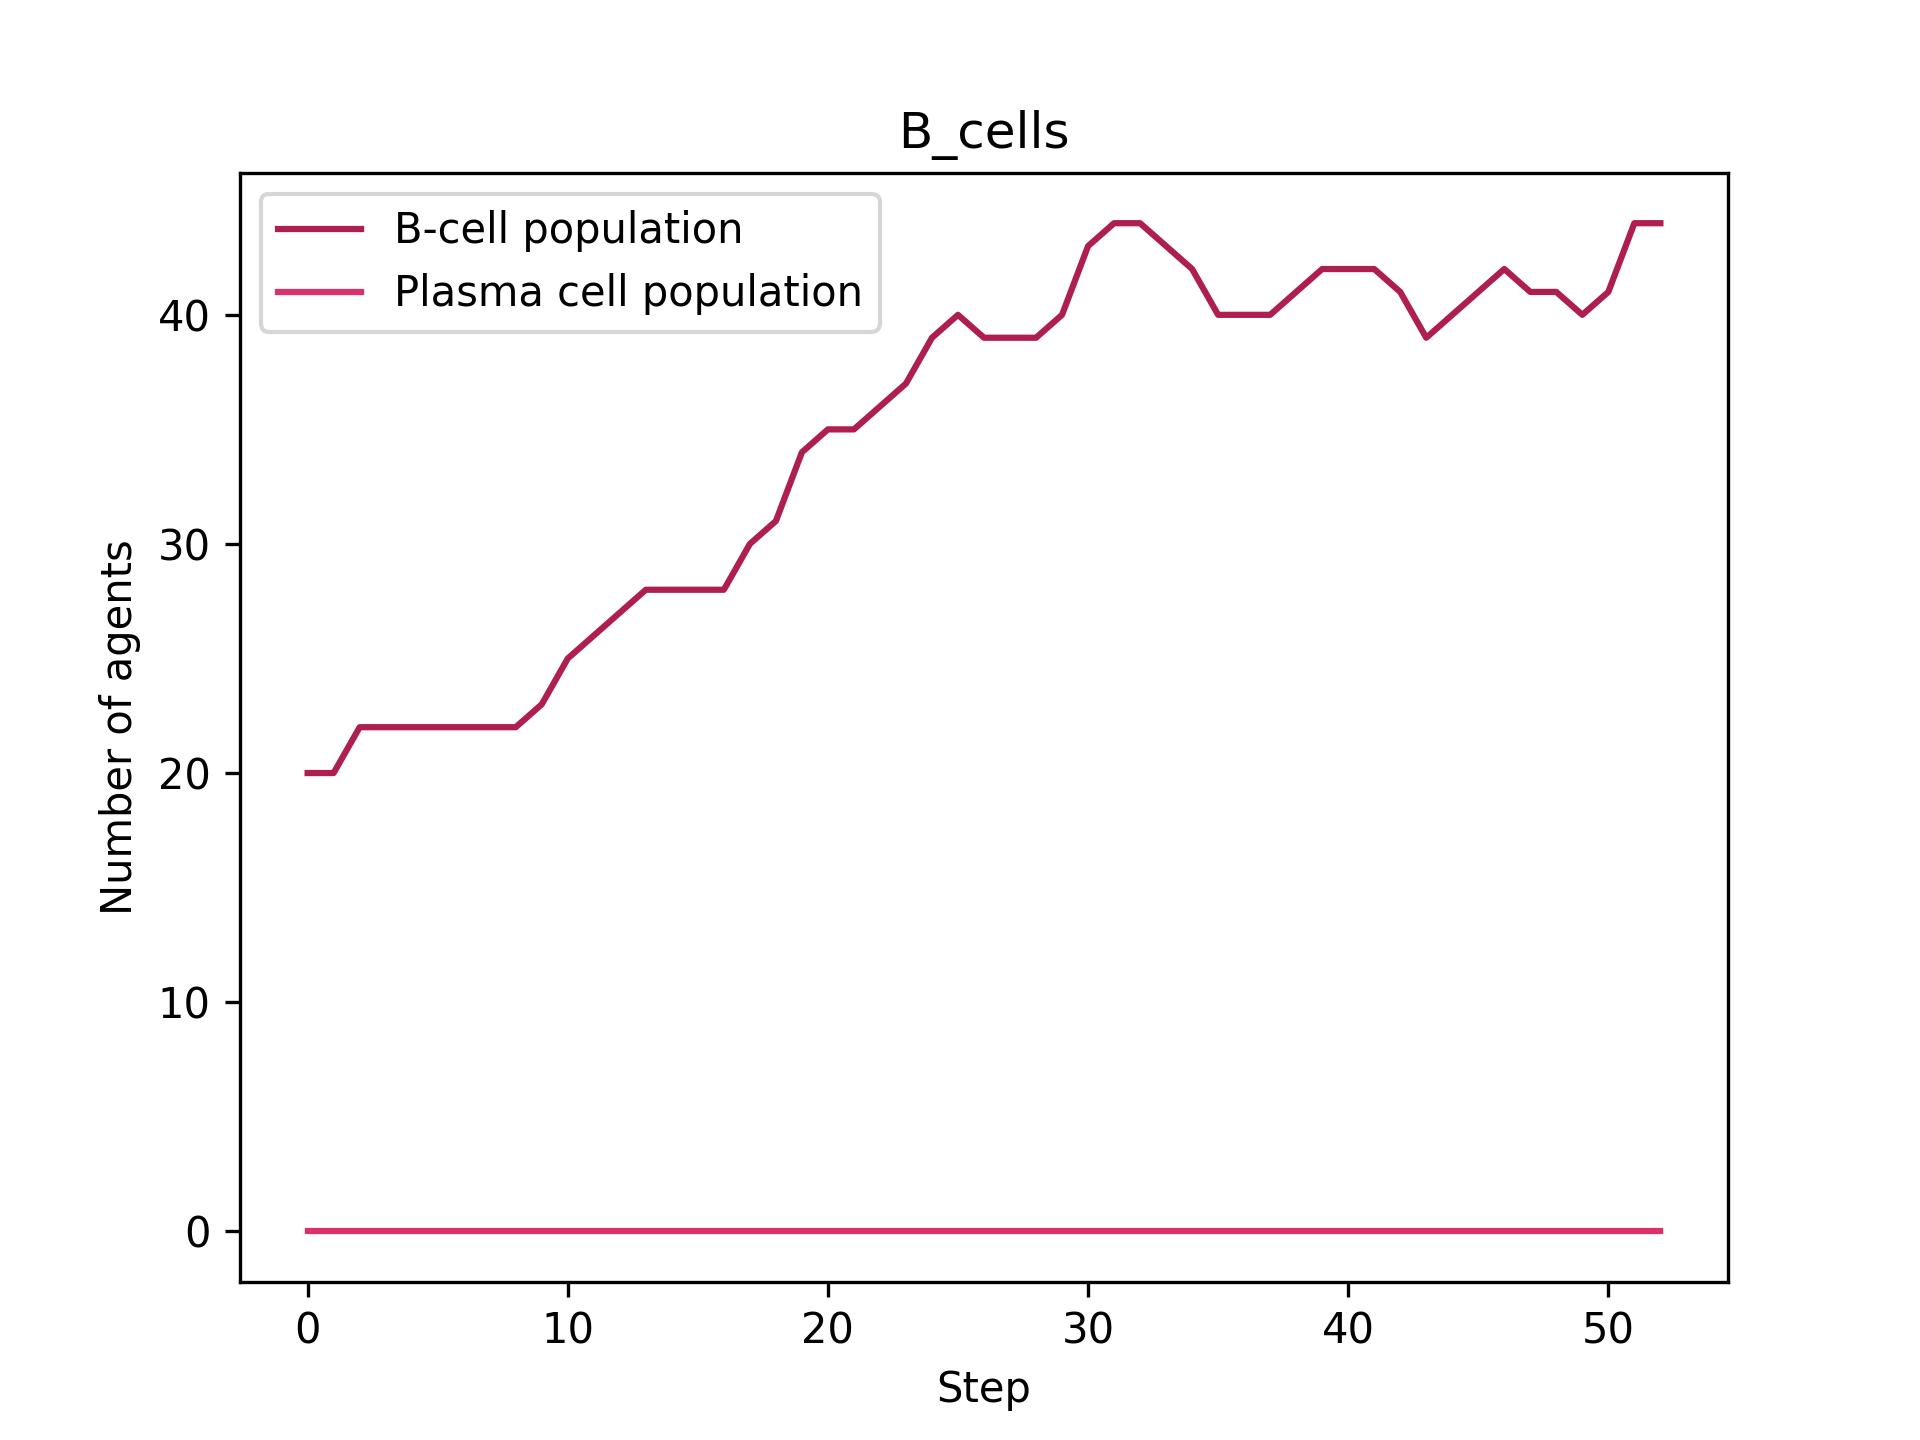 B_cells
B-cell population
Plasma cell population
Number of agents
40
30
20
10
0
0 10 20 30 40 50
Step